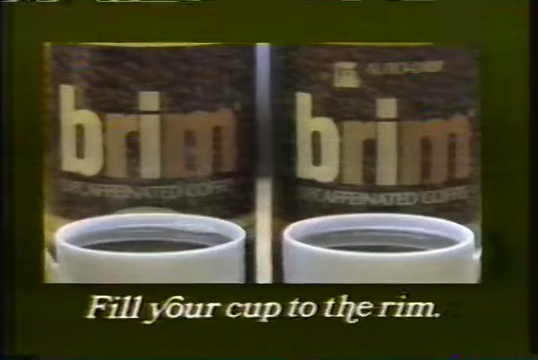 brim brim
DECAFFEINATED COFFEE
DECAFFEINATED COFFEE
Fill your cup to the rim.